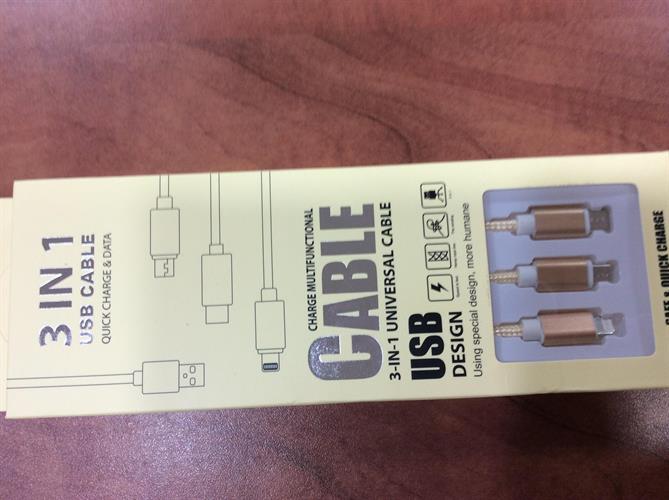 3 IN 1
USB CABLE
QUICK CHARGE & DATA
CHARGE MULTIFUNCTIONAL
CABLE
3-IN-1 UNIVERSAL CABLE
USB
DESIGN
Using special design, more humane
SAFE & QUICK CHARGE